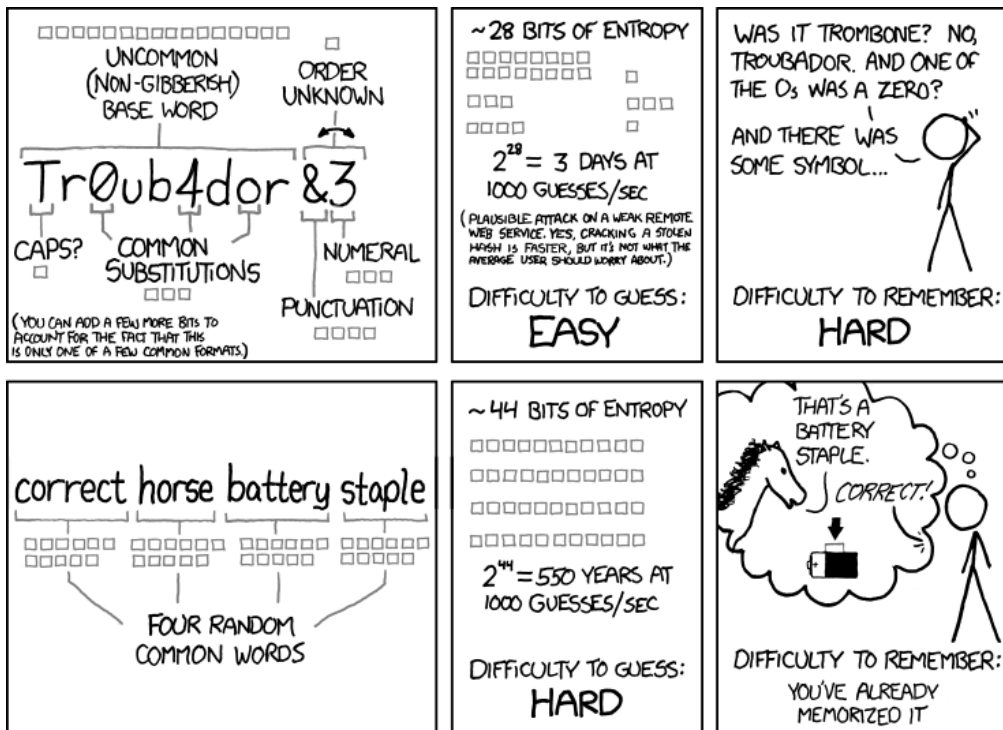 UNCOMMON
(NON-GIBBERISH)
BASE WORD
ORDER
UNKNOWN
Tr0ub4dor &3
CAPS?
COMMON
SUBSTITUTIONS
NUMERAL
PUNCTUATION
(YOU CAN ADD A FEW MORE BITS TO
ACCOUNT FOR THE FACT THAT THIS
IS ONLY ONE OF A FEW COMMON FORMATS.)
~28 BITS OF ENTROPY
2^28 = 3 DAYS AT
1000 GUESSES/SEC
(PLAUSIBLE ATTACK ON A WEAK REMOTE
WEB SERVICE. YES, CRACKING A STOLEN
HASH IS FASTER, BUT IT'S NOT WHAT THE
AVERAGE USER SHOULD WORRY ABOUT.)
DIFFICULTY TO GUESS:
EASY
WAS IT TROMBONE? NO,
TROUBADOR. AND ONE OF
THE Os WAS A ZERO?
AND THERE WAS
SOME SYMBOL...
DIFFICULTY TO REMEMBER:
HARD
correct horse battery staple
FOUR RANDOM
COMMON WORDS
~44 BITS OF ENTROPY
2^44 = 550 YEARS AT
1000 GUESSES/SEC
DIFFICULTY TO GUESS:
HARD
THAT'S A
BATTERY
STAPLE.
CORRECT!
+
DIFFICULTY TO REMEMBER:
YOU'VE ALREADY
MEMORIZED IT